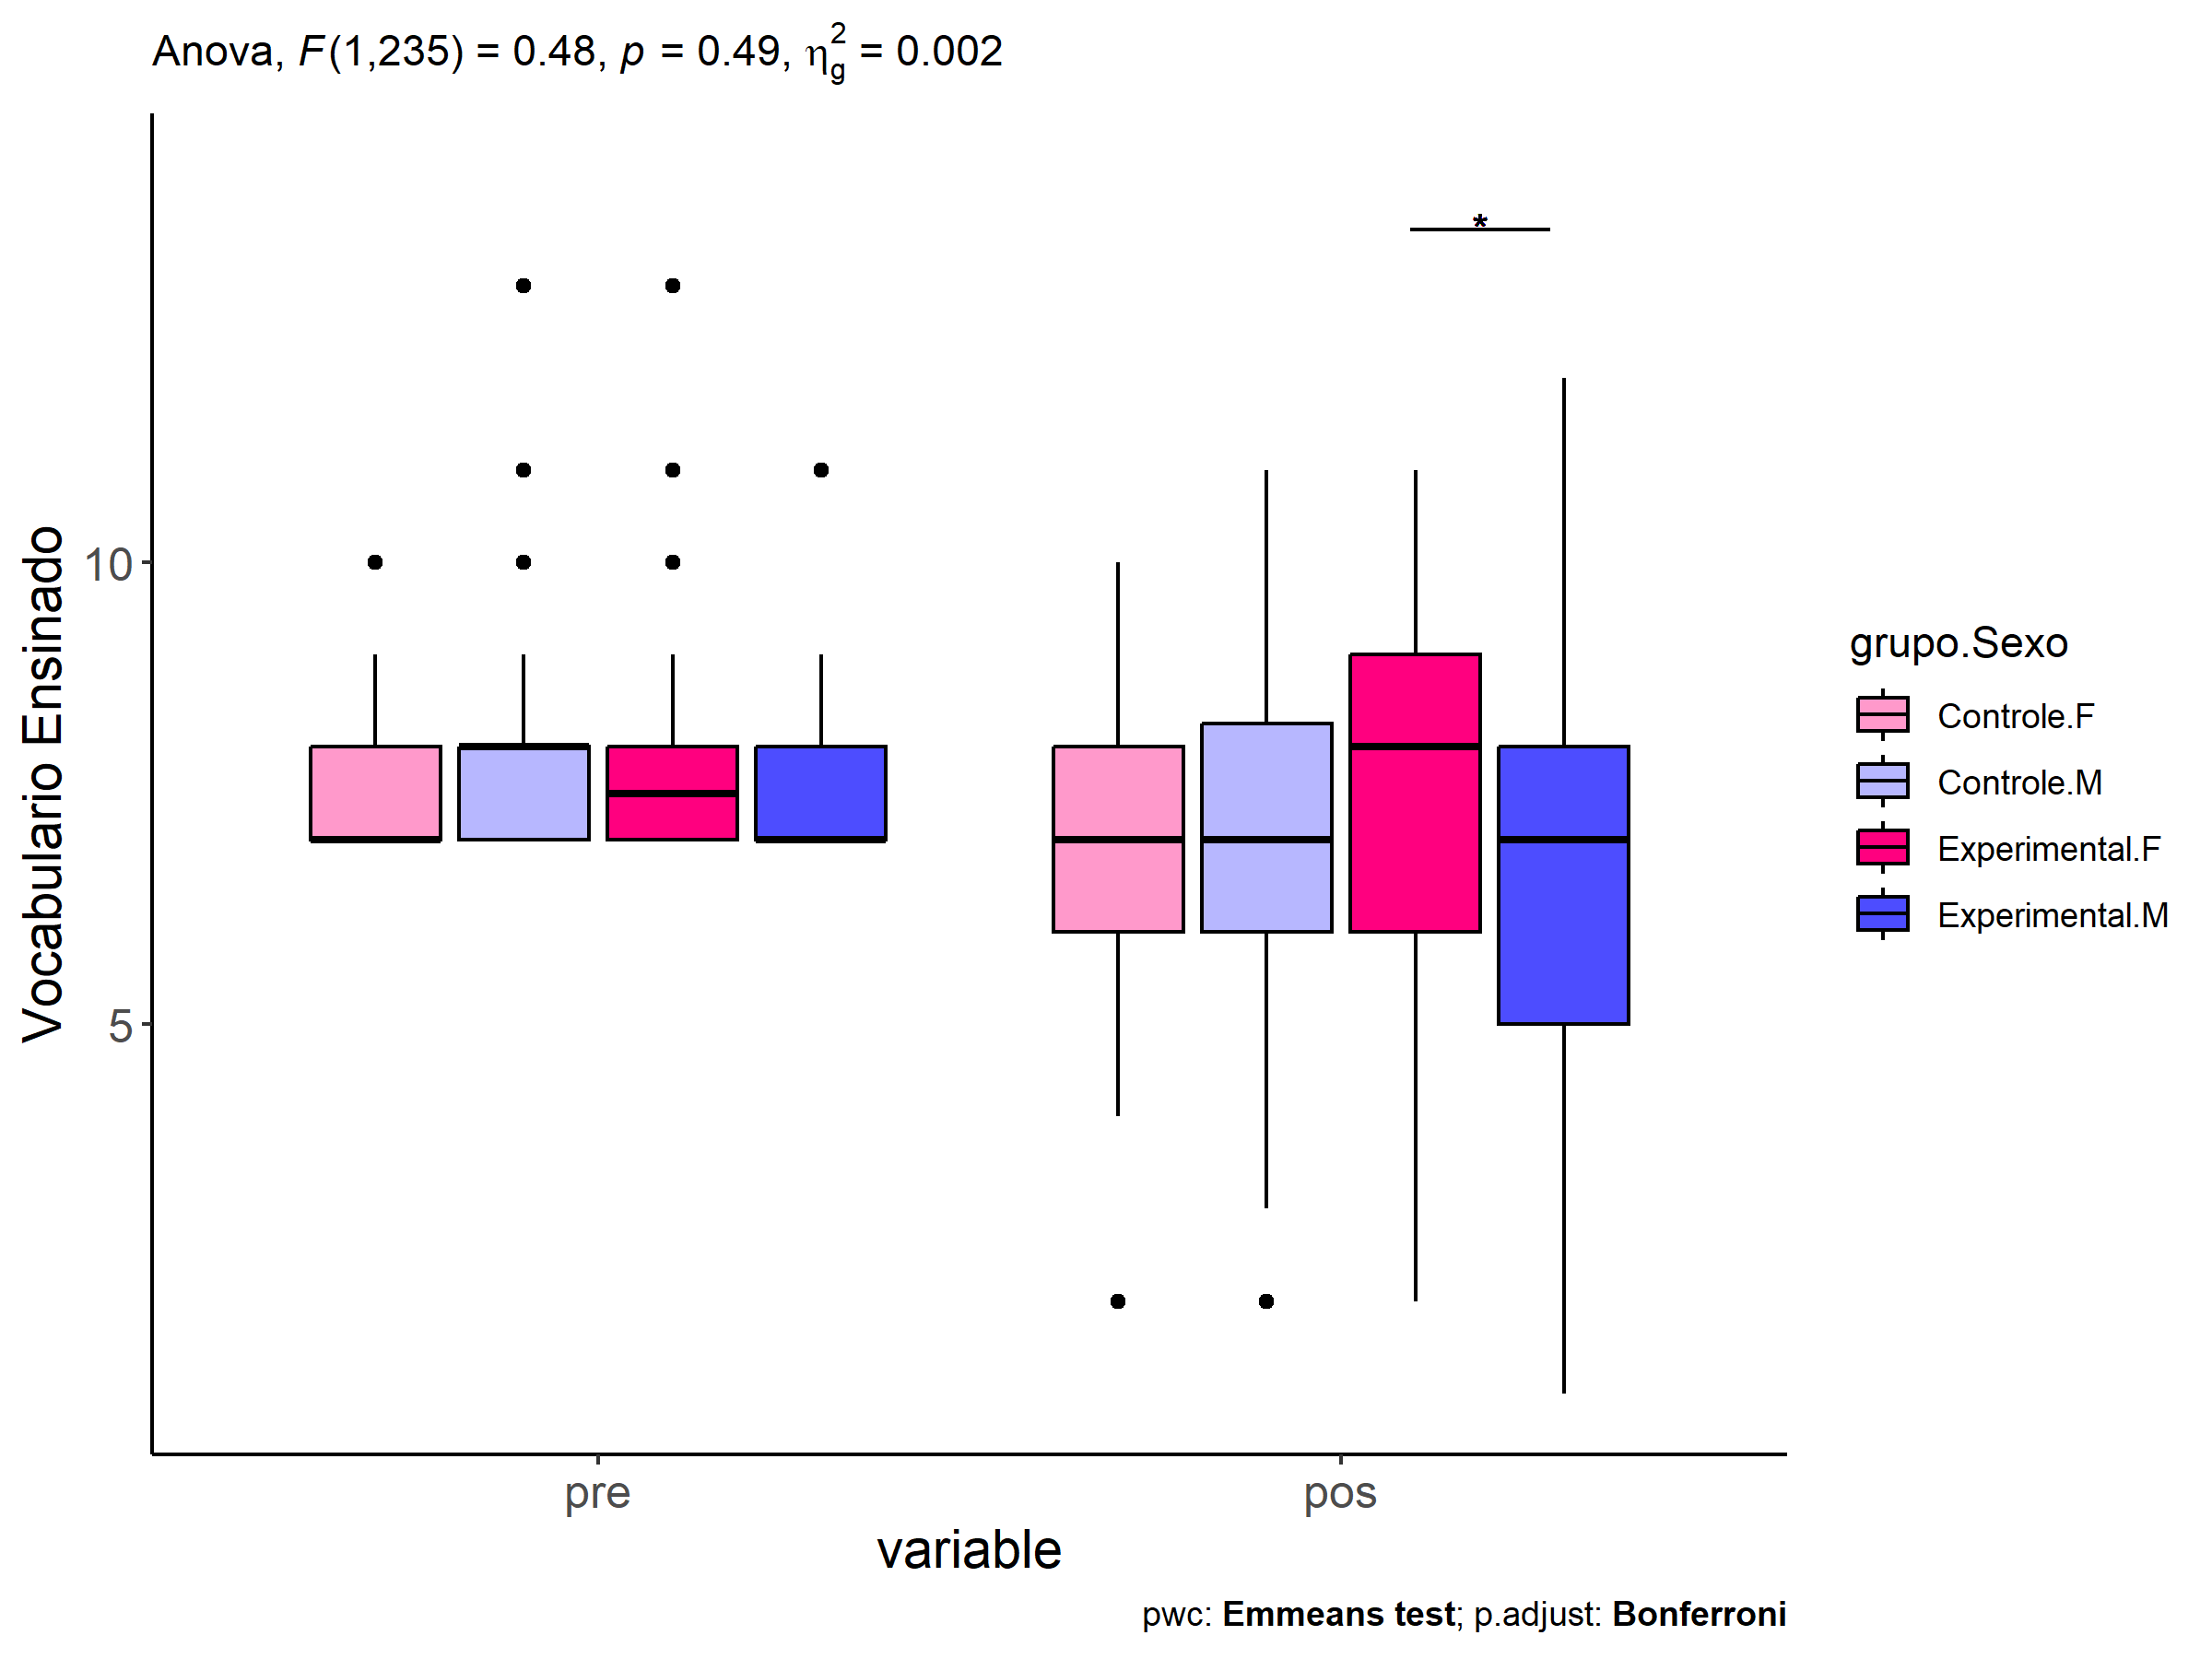 Anova, F(1,235) = 0.48, p = 0.49, η²g = 0.002
*
Vocabulario Ensinado
10
5
pre
pos
variable
grupo.Sexo
Controle.F
Controle.M
Experimental.F
Experimental.M
pwc: Emmeans test; p.adjust: Bonferroni